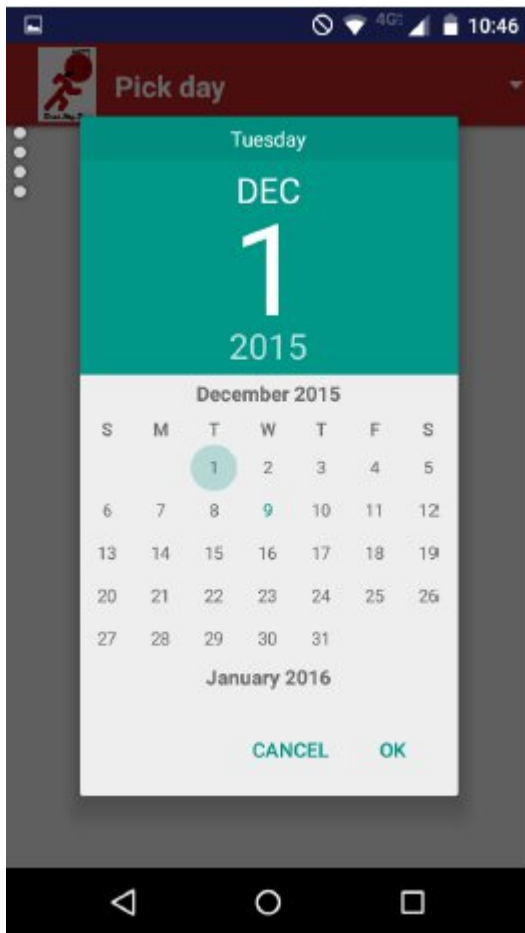 4G 10:46
Pick day
Tuesday
DEC
1
2015
December 2015
S M T W T F S
1 2 3 4 5
6 7 8 9 10 11 12
13 14 15 16 17 18 19
20 21 22 23 24 25 26
27 28 29 30 31
January 2016
CANCEL OK